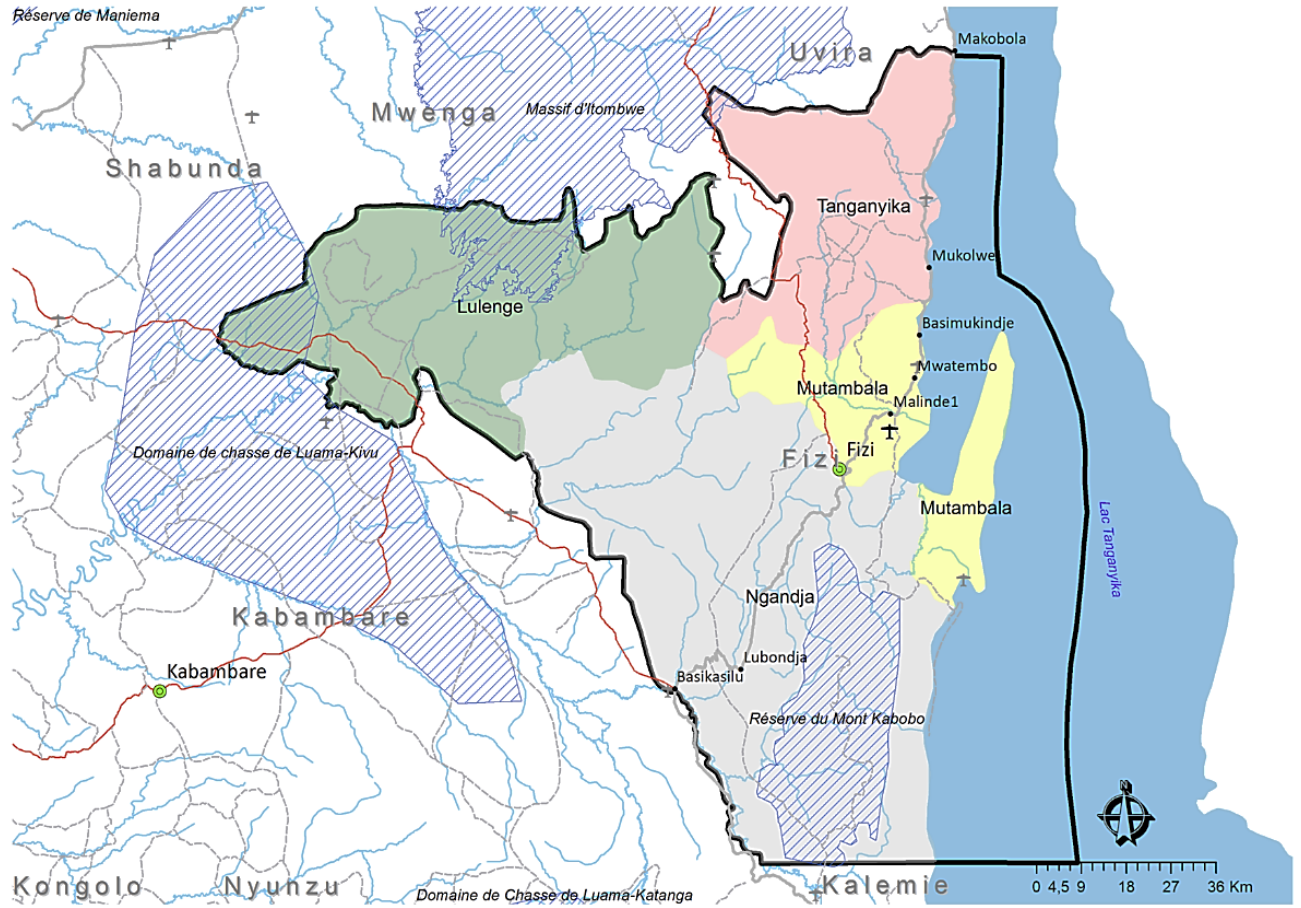 Réserve de Maniema
Makobola
Uvira
Massif d'Itombwe
Mwenga
Shabunda
Tanganyika
Mukolwe
Lulenge
Basimukindje
Mwatembo
Mutambala
Malinde1
Domaine de chasse de Luama-Kivu
Fizi
Fizi
Mutambala
Lac Tanganyika
Ngandja
Kabambare
Lubondja
Kabambare
Basikasilu
Réserve du Mont Kabobo
N
Kongolo
Nyunzu
Domaine de Chasse de Luama-Katanga
Kalemie
0 4,5 9 18 27 36 Km